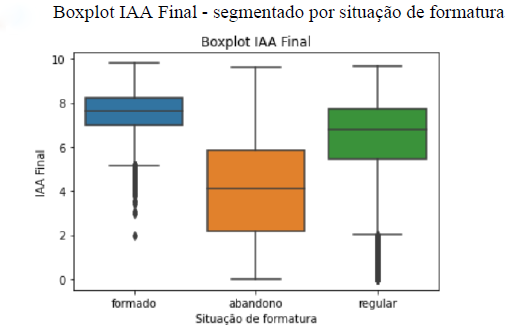 Boxplot IAA Final - segmentado por situação de formatura
Boxplot IAA Final
10
8
6
4
2
0
IAA Final
formado abandono regular
Situação de formatura